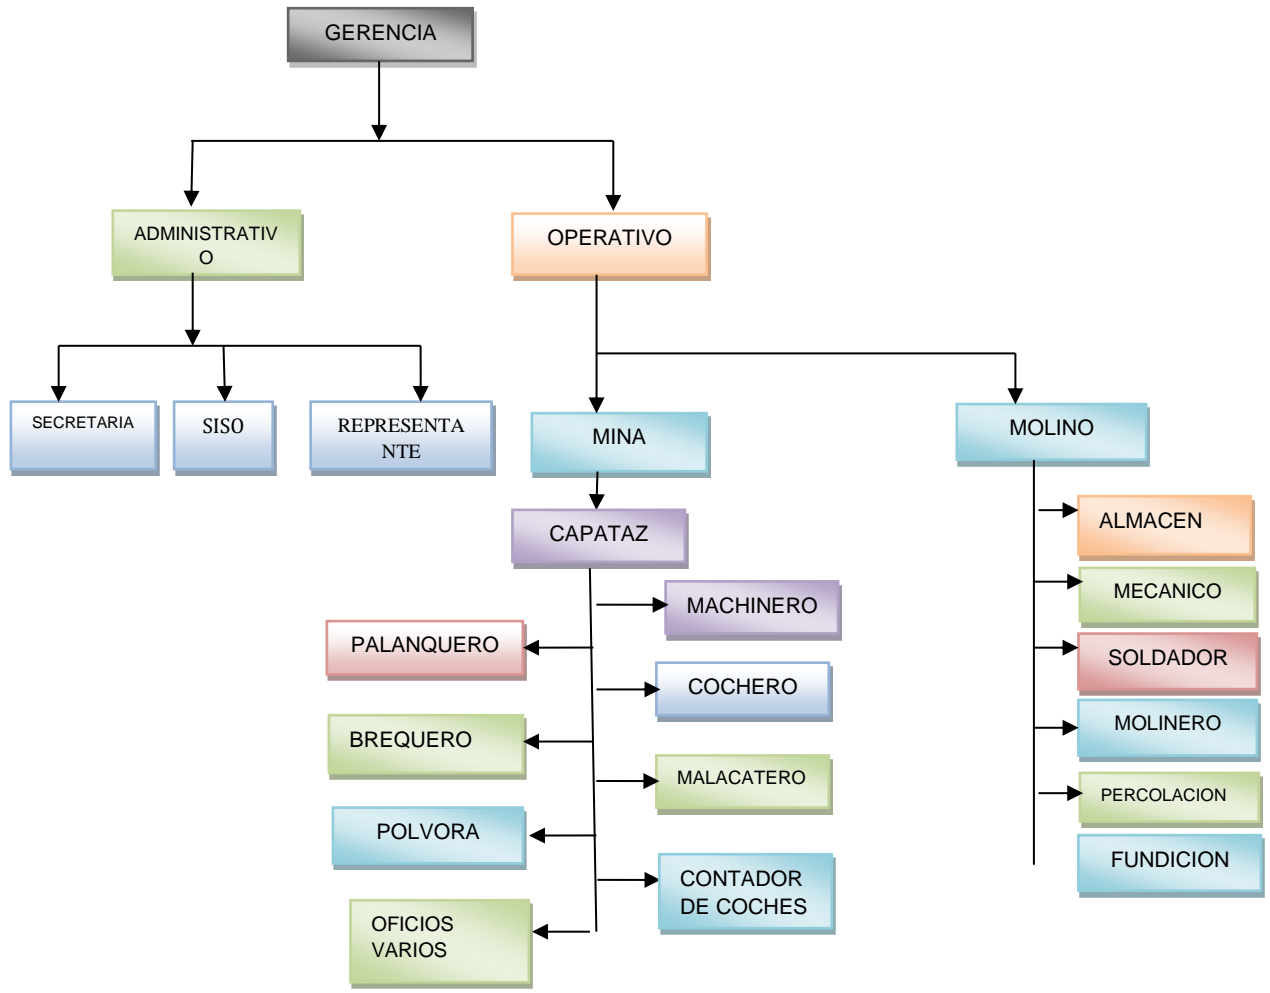 GERENCIA
ADMINISTRATIV
O
OPERATIVO
SECRETARIA
SISO
REPRESENTA
NTE
MINA
MOLINO
CAPATAZ
MACHINERO
PALANQUERO
COCHERO
BREQUERO
MALACATERO
POLVORA
CONTADOR
DE COCHES
OFICIOS
VARIOS
ALMACEN
MECANICO
SOLDADOR
MOLINERO
PERCOLACION
FUNDICION